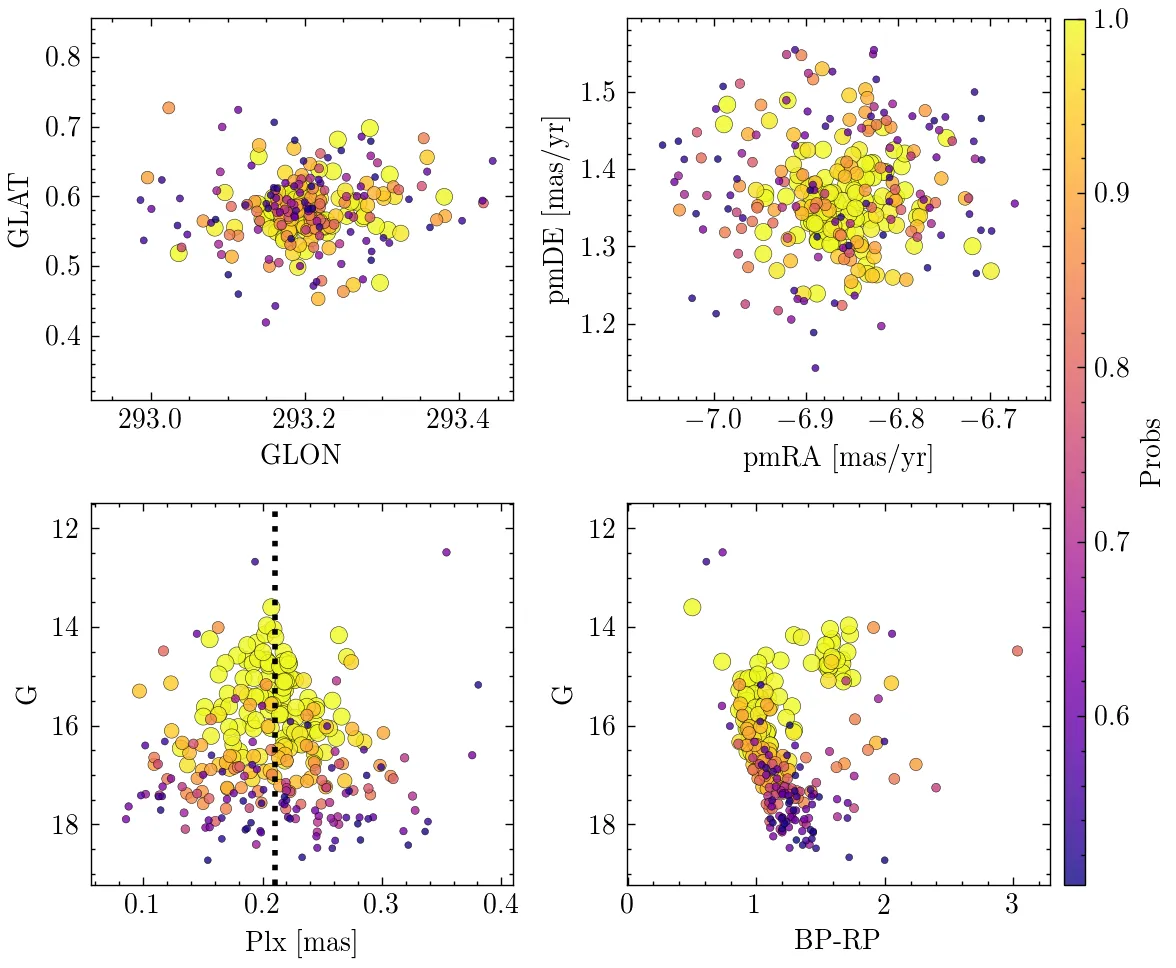 0.8
0.7
0.6
0.5
0.4
GLAT
293.0 293.2 293.4
GLON
1.5
1.4
1.3
1.2
pmDE [mas/yr]
−7.0 −6.9 −6.8 −6.7
pmRA [mas/yr]
1.0
0.9
0.8
0.7
0.6
Probs
12
14
16
18
G
0.1 0.2 0.3 0.4
Plx [mas]
12
14
16
18
G
0 1 2 3
BP-RP